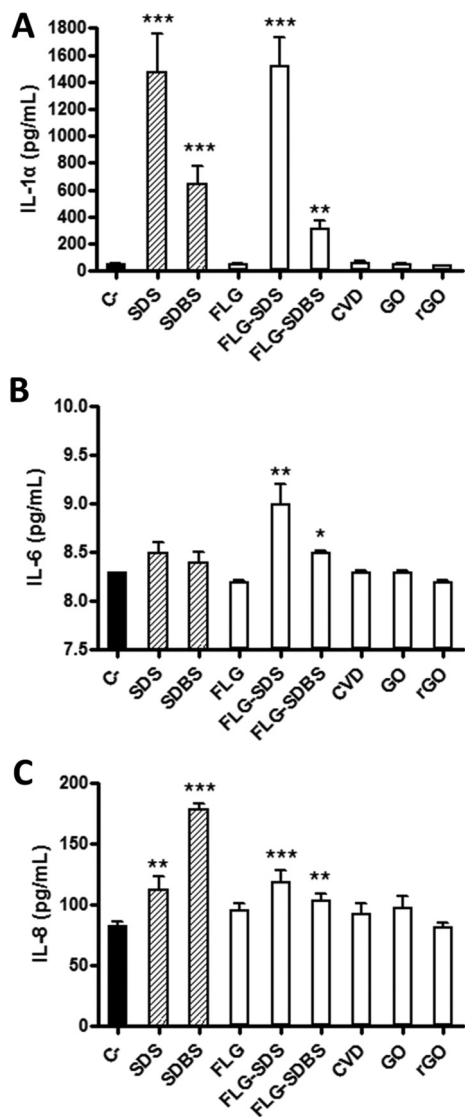 A
IL-1α (pg/mL)
1800
1600
1400
1200
1000
800
600
400
200
0
***
***
***
**
C-
SDS
SDBS
FLG
FLG-SDS
FLG-SDBS
CVD
GO
rGO
B
IL-6 (pg/mL)
10.0
9.5
9.0
8.5
8.0
7.5
**
*
C-
SDS
SDBS
FLG
FLG-SDS
FLG-SDBS
CVD
GO
rGO
C
IL-8 (pg/mL)
200
150
100
50
0
**
***
***
**
C-
SDS
SDBS
FLG
FLG-SDS
FLG-SDBS
CVD
GO
rGO